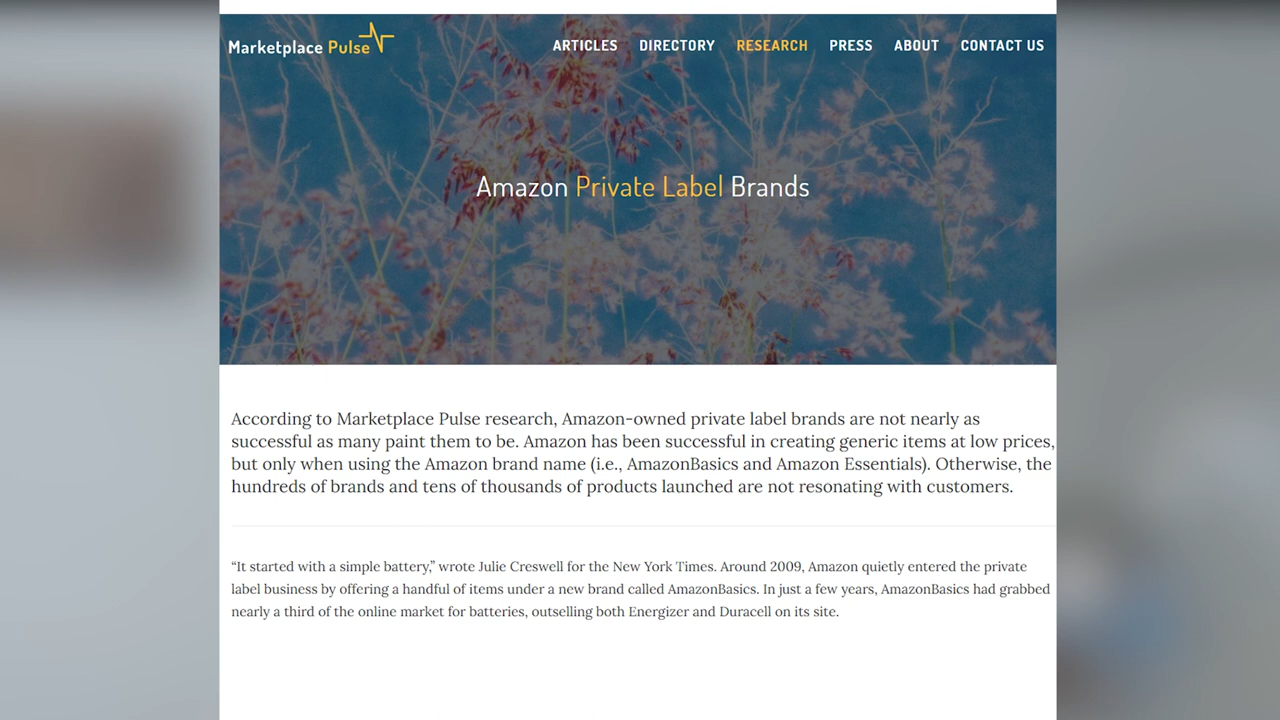 Marketplace Pulse
ARTICLES DIRECTORY RESEARCH PRESS ABOUT CONTACT US
Amazon Private Label Brands
According to Marketplace Pulse research, Amazon-owned private label brands are not nearly as
successful as many paint them to be. Amazon has been successful in creating generic items at low prices,
but only when using the Amazon brand name (i.e., AmazonBasics and Amazon Essentials). Otherwise, the
hundreds of brands and tens of thousands of products launched are not resonating with customers.
“It started with a simple battery,” wrote Julie Creswell for the New York Times. Around 2009, Amazon quietly entered the private
label business by offering a handful of items under a new brand called AmazonBasics. In just a few years, AmazonBasics had grabbed
nearly a third of the online market for batteries, outselling both Energizer and Duracell on its site.